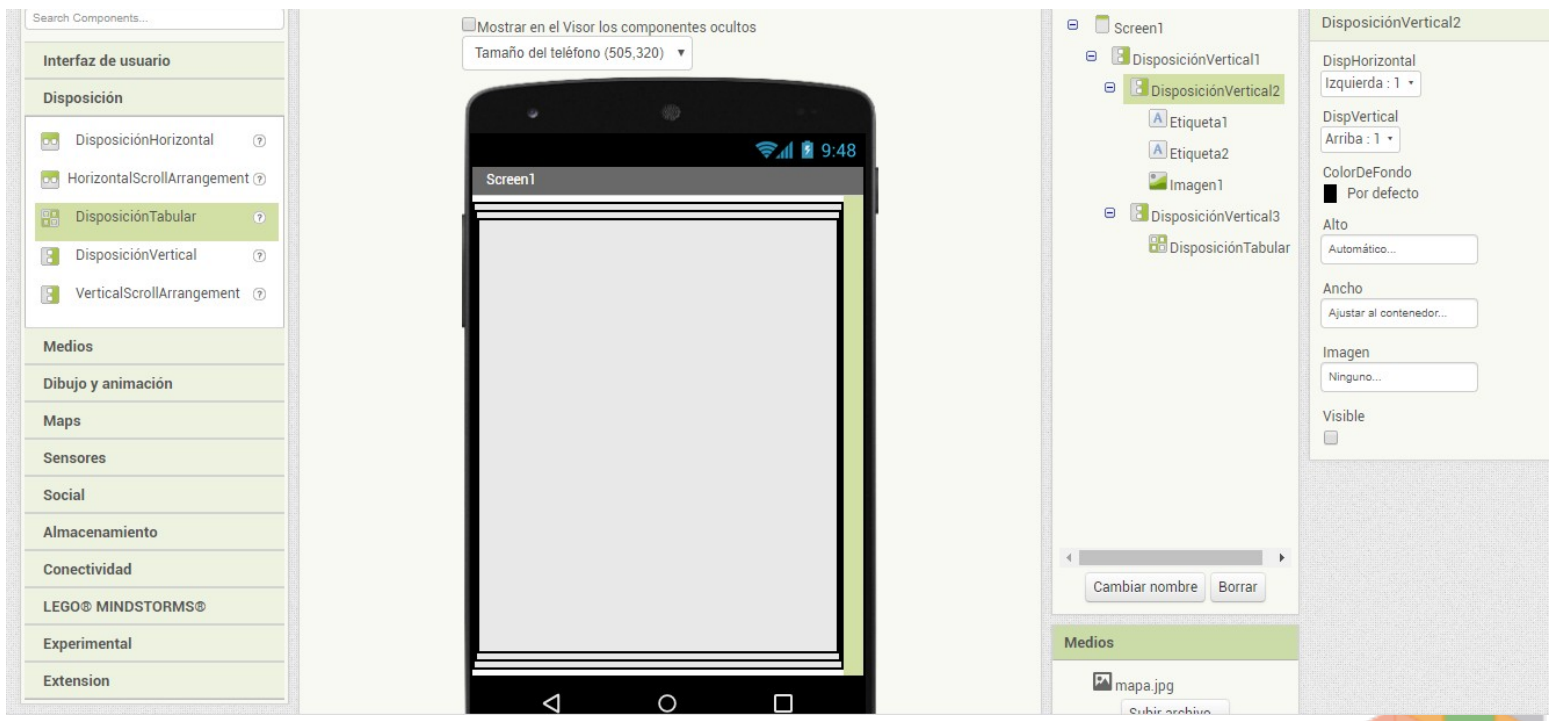 Search Components...
Interfaz de usuario
Disposición
DisposiciónHorizontal ?
HorizontalScrollArrangement ?
DisposiciónTabular ?
DisposiciónVertical ?
VerticalScrollArrangement ?
Medios
Dibujo y animación
Maps
Sensores
Social
Almacenamiento
Conectividad
LEGO® MINDSTORMS®
Experimental
Extension
Mostrar en el Visor los componentes ocultos
Tamaño del teléfono (505,320)
9:48
Screen1
Screen1
DisposiciónVertical1
DisposiciónVertical2
A Etiqueta1
A Etiqueta2
Imagen1
DisposiciónVertical3
DisposiciónTabular
Cambiar nombre Borrar
Medios
mapa.jpg
Subir archivo...
DisposiciónVertical2
DispHorizontal
Izquierda : 1
DispVertical
Arriba : 1
ColorDeFondo
Por defecto
Alto
Automático...
Ancho
Ajustar al contenedor...
Imagen
Ninguno...
Visible